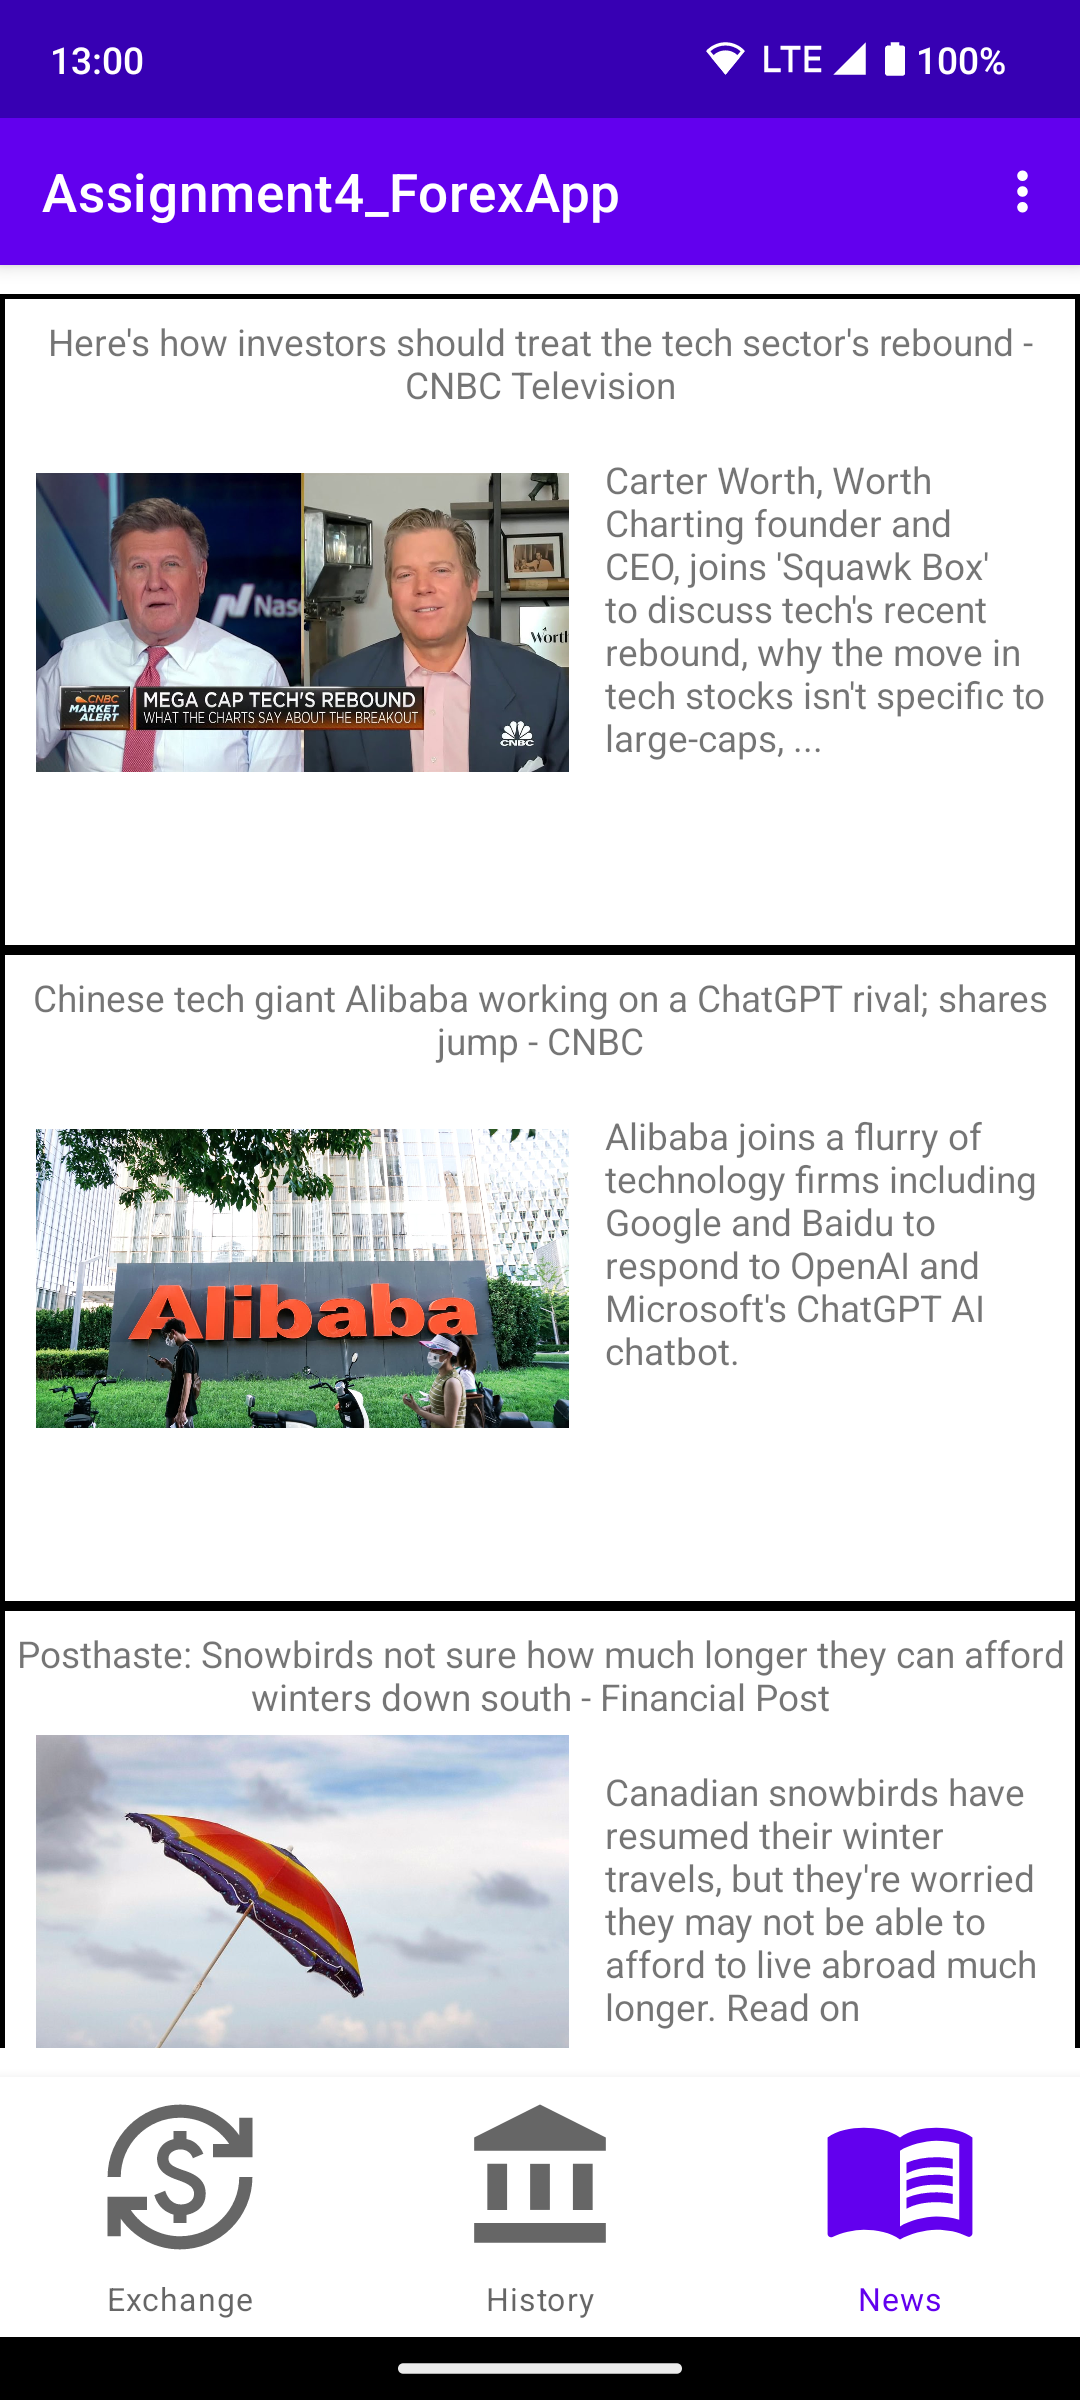 13:00
LTE
100%
Assignment4_ForexApp
Here's how investors should treat the tech sector's rebound -
CNBC Television
Nas
Worth
CNBC
MARKET
ALERT
MEGA CAP TECH'S REBOUND
WHAT THE CHARTS SAY ABOUT THE BREAKOUT
CNBC
Carter Worth, Worth
Charting founder and
CEO, joins 'Squawk Box'
to discuss tech's recent
rebound, why the move in
tech stocks isn't specific to
large-caps, ...
Chinese tech giant Alibaba working on a ChatGPT rival; shares
jump - CNBC
Alibaba
Alibaba joins a flurry of
technology firms including
Google and Baidu to
respond to OpenAI and
Microsoft's ChatGPT AI
chatbot.
Posthaste: Snowbirds not sure how much longer they can afford
winters down south - Financial Post
Canadian snowbirds have
resumed their winter
travels, but they're worried
they may not be able to
afford to live abroad much
longer. Read on
Exchange
History
News